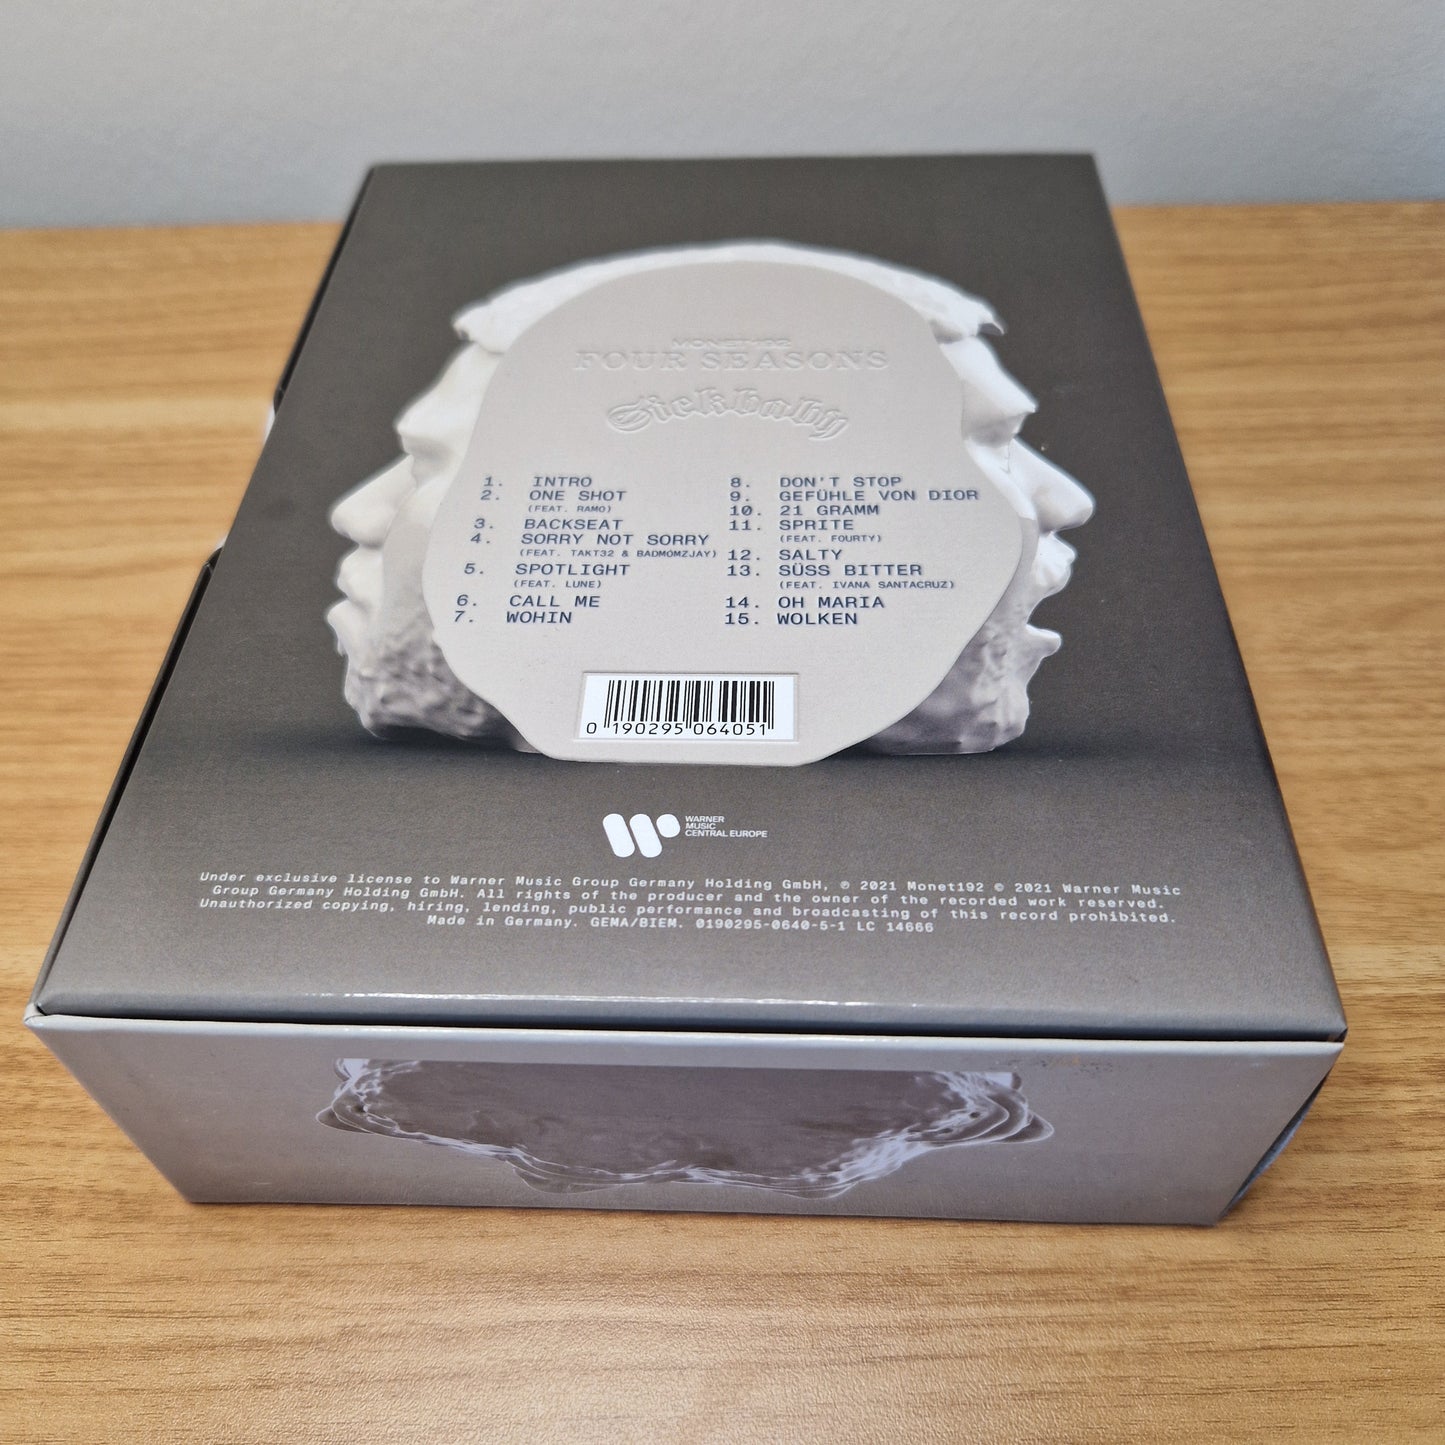 MONET192
FOUR SEASONS
Sickbaby
1. INTRO
2. ONE SHOT
(FEAT. RAMO)
3. BACKSEAT
4. SORRY NOT SORRY
(FEAT. TAKT32 & BADMÓMZJAY)
5. SPOTLIGHT
(FEAT. LUNE)
6. CALL ME
7. WOHIN
8. DON'T STOP
9. GEFÜHLE VON DIOR
10. 21 GRAMM
11. SPRITE
(FEAT. FOURTY)
12. SALTY
13. SÜSS BITTER
(FEAT. IVANA SANTACRUZ)
14. OH MARIA
15. WOLKEN
0 190295 064051
WARNER
MUSIC
CENTRAL EUROPE
Under exclusive license to Warner Music Group Germany Holding GmbH, ℗ 2021 Monet192 © 2021 Warner Music
Group Germany Holding GmbH. All rights of the producer and the owner of the recorded work reserved.
Unauthorized copying, hiring, lending, public performance and broadcasting of this record prohibited.
Made in Germany. GEMA/BIEM. 0190295-0640-5-1 LC 14666